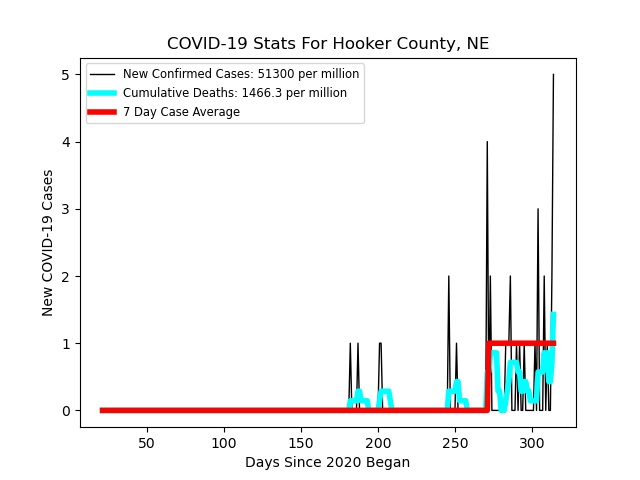 COVID-19 Stats For Hooker County, NE
New Confirmed Cases: 51300 per million
Cumulative Deaths: 1466.3 per million
7 Day Case Average
New COVID-19 Cases
5
4
3
2
1
0
50 100 150 200 250 300
Days Since 2020 Began